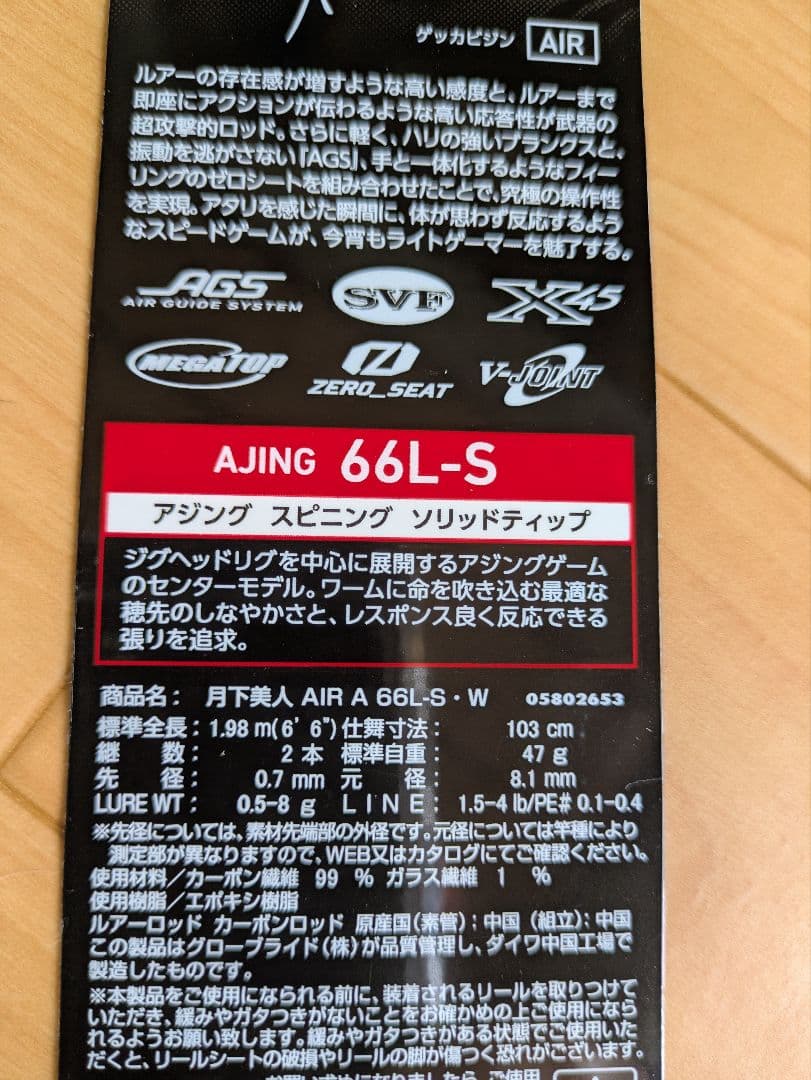 ゲッカビジン AIR
ルアーの存在感が増すような高い感度と、ルアーまで
即座にアクションが伝わるような高い応答性が武器の
超攻撃的ロッド。さらに軽く、ハリの強いブランクスと、
振動を逃がさない『AGS』、手と一体化するようなフィー
リングのゼロシートを組み合わせたことで、究極の操作性
を実現。アタリを感じた瞬間に、体が思わず反応するよう
なスピードゲームが、今宵もライトゲーマーを魅了する。
AGS SVF X45
AIR GUIDE SYSTEM
MEGATOP ZERO_SEAT V-JOINT
AJING 66L-S
アジング スピニング ソリッドティップ
ジグヘッドリグを中心に展開するアジングゲーム
のセンターモデル。ワームに命を吹き込む最適な
穂先のしなやかさと、レスポンス良く反応できる
張りを追求。
商品名： 月下美人 AIR A 66L-S・W 05802653
標準全長：1.98 m(6' 6") 仕舞寸法： 103 cm
継 数： 2 本 標準自重： 47 g
先 径： 0.7 mm 元 径： 8.1 mm
LURE WT： 0.5-8 g LINE： 1.5-4 lb/PE# 0.1-0.4
※先径については、素材先端部の外径です。元径については竿種により
測定部が異なりますので、WEB又はカタログにてご確認ください。
使用材料／カーボン繊維 99 % ガラス繊維 1 %
使用樹脂／エポキシ樹脂
ルアーロッド カーボンロッド 原産国(素管)：中国 (組立)：中国
この製品はグローブライド(株)が品質管理し、ダイワ中国工場で
製造したものです。
※本製品をご使用になられる前に、装着されるリールを取りつけて
いただき、緩みやガタつきがないことをお確かめの上ご使用になら
れるようお願い致します。緩みやガタつきがある状態でご使用いた
だくと、リールシートの破損やリールの脚が傷つく恐れがございます。